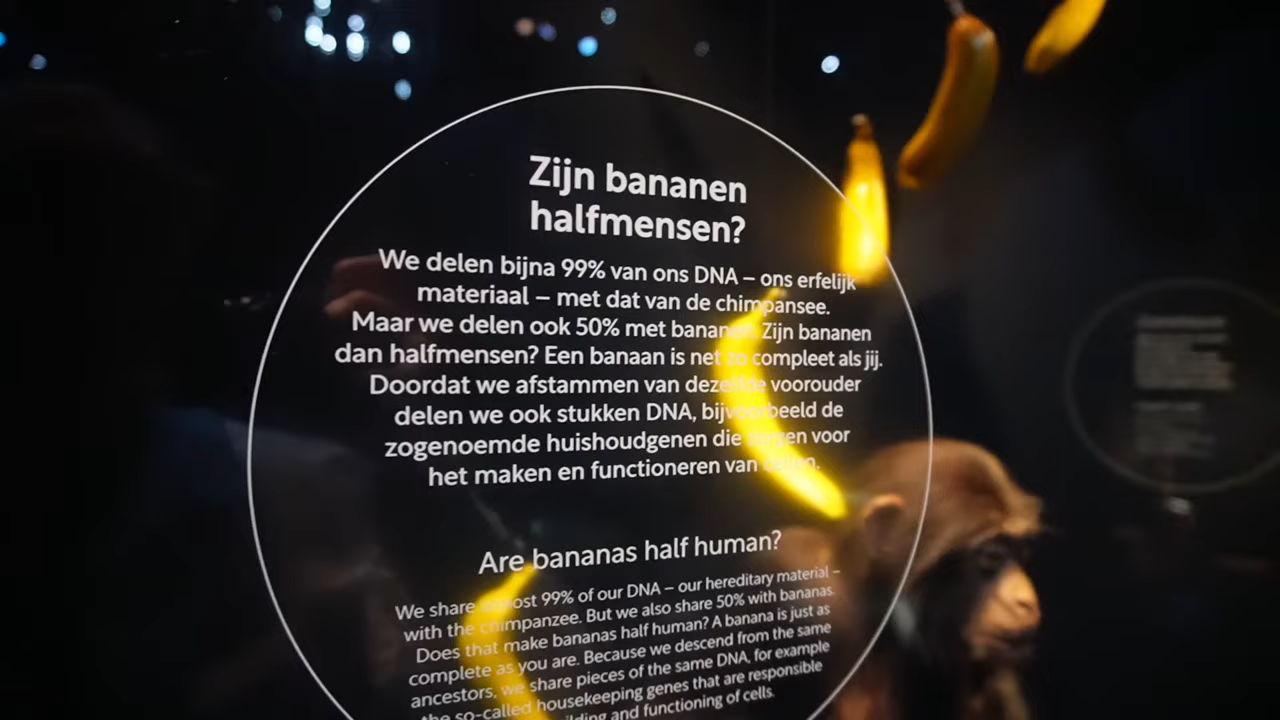 Zijn bananen
halfmensen?
We delen bijna 99% van ons DNA – ons erfelijk
materiaal – met dat van de chimpansee.
Maar we delen ook 50% met bananen. Zijn bananen
dan halfmensen? Een banaan is net zo compleet als jij.
Doordat we afstammen van dezelfde voorouder
delen we ook stukken DNA, bijvoorbeeld de
zogenoemde huishoudgenen die zorgen voor
het maken en functioneren van cellen.
Are bananas half human?
We share almost 99% of our DNA – our hereditary material –
with the chimpanzee. But we also share 50% with bananas.
Does that make bananas half human? A banana is just as
complete as you are. Because we descend from the same
ancestors, we share pieces of the same DNA, for example
the so-called housekeeping genes that are responsible
and functioning of cells.